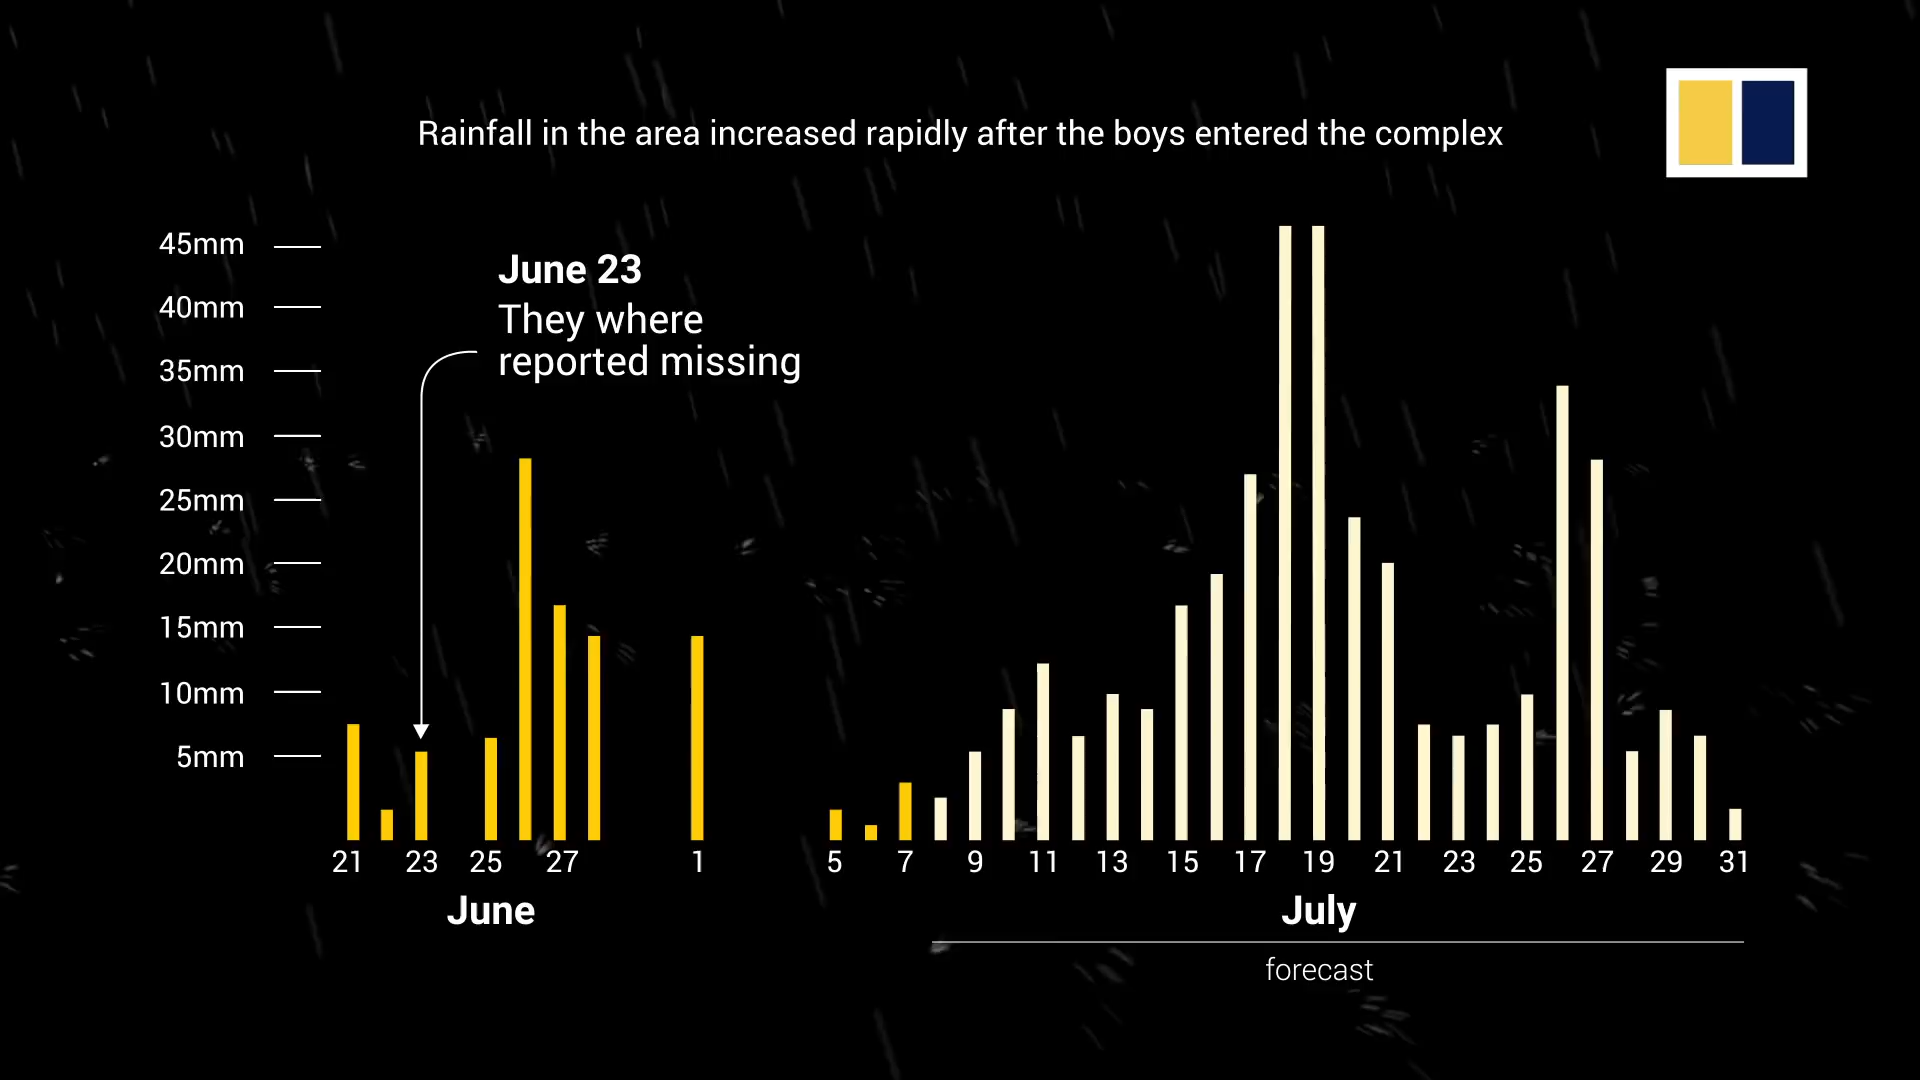 Rainfall in the area increased rapidly after the boys entered the complex
45mm
40mm
35mm
30mm
25mm
20mm
15mm
10mm
5mm
June 23
They where
reported missing
21 23 25 27 1 5 7 9 11 13 15 17 19 21 23 25 27 29 31
June July
forecast